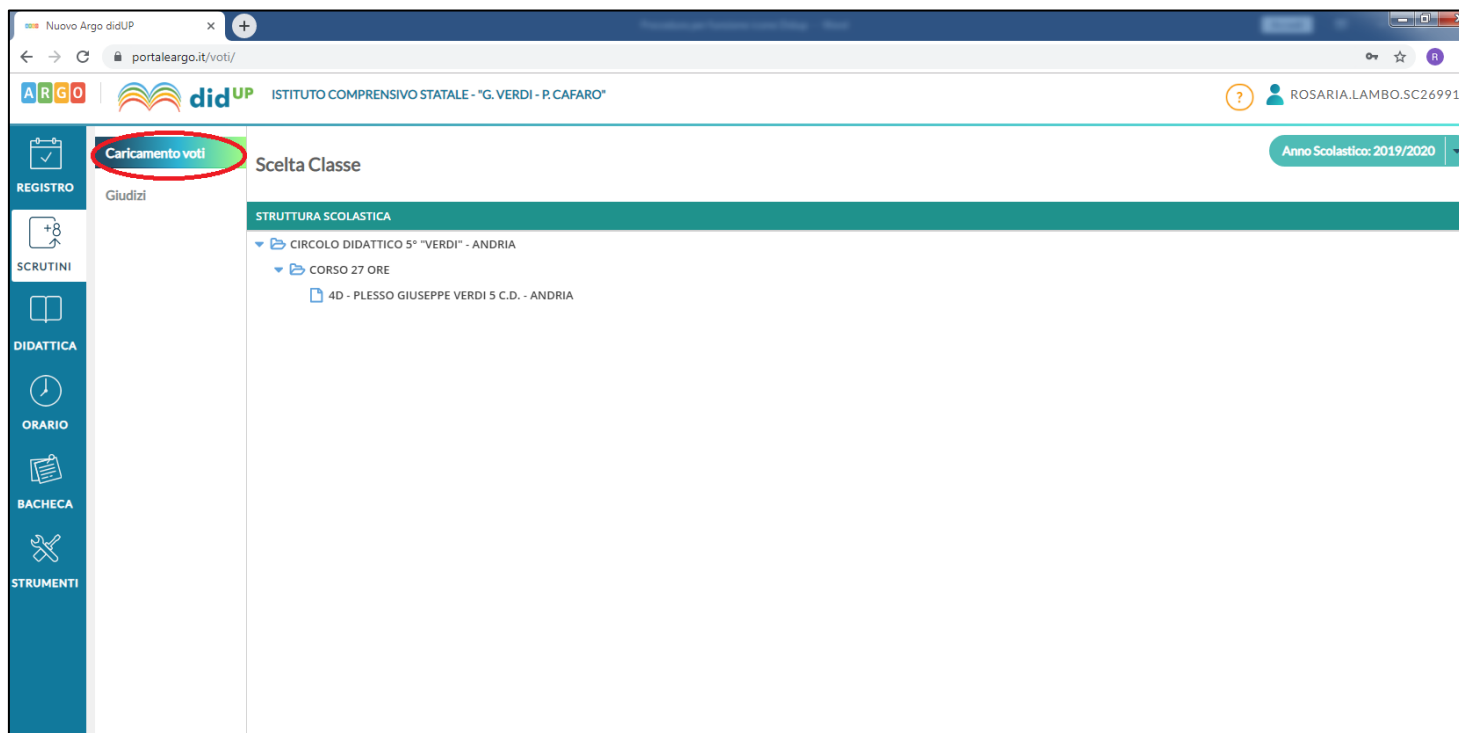 Nuovo Argo didUP
portaleargo.it/voti/
R
ARGO
didUP
ISTITUTO COMPRENSIVO STATALE - "G. VERDI - P. CAFARO"
?
ROSARIA.LAMBO.SC26991
REGISTRO
+8
SCRUTINI
DIDATTICA
ORARIO
BACHECA
STRUMENTI
Caricamento voti
Giudizi
Scelta Classe
Anno Scolastico: 2019/2020
STRUTTURA SCOLASTICA
CIRCOLO DIDATTICO 5° "VERDI" - ANDRIA
CORSO 27 ORE
4D - PLESSO GIUSEPPE VERDI 5 C.D. - ANDRIA